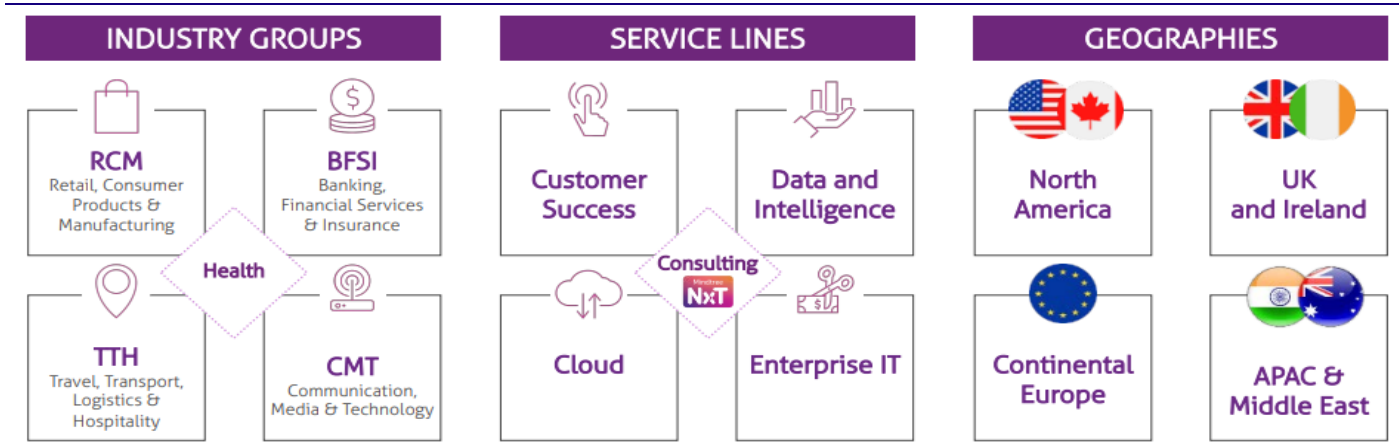 INDUSTRY GROUPS
RCM
Retail, Consumer
Products &
Manufacturing
BFSI
Banking,
Financial Services
& Insurance
Health
TTH
Travel, Transport,
Logistics &
Hospitality
CMT
Communication,
Media & Technology
SERVICE LINES
Customer
Success
Data and
Intelligence
Consulting
Mindtree
NxT
Cloud
Enterprise IT
GEOGRAPHIES
North
America
UK
and Ireland
Continental
Europe
APAC &
Middle East